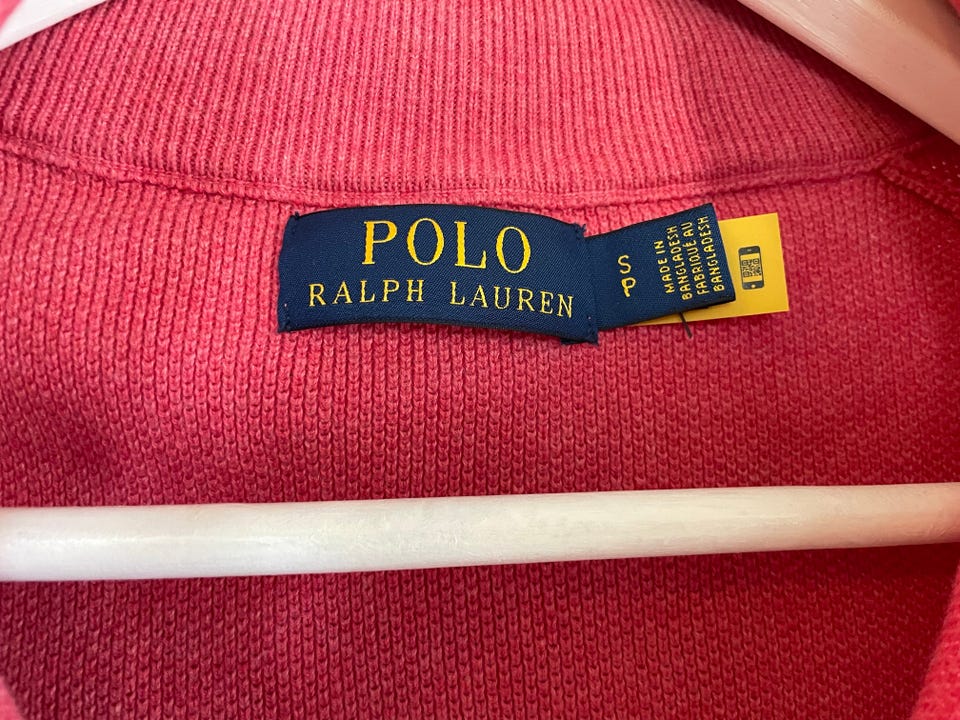 POLO
RALPH LAUREN
S
P
MADE IN
BANGLADESH
FABRIQUÉ AU
BANGLADESH